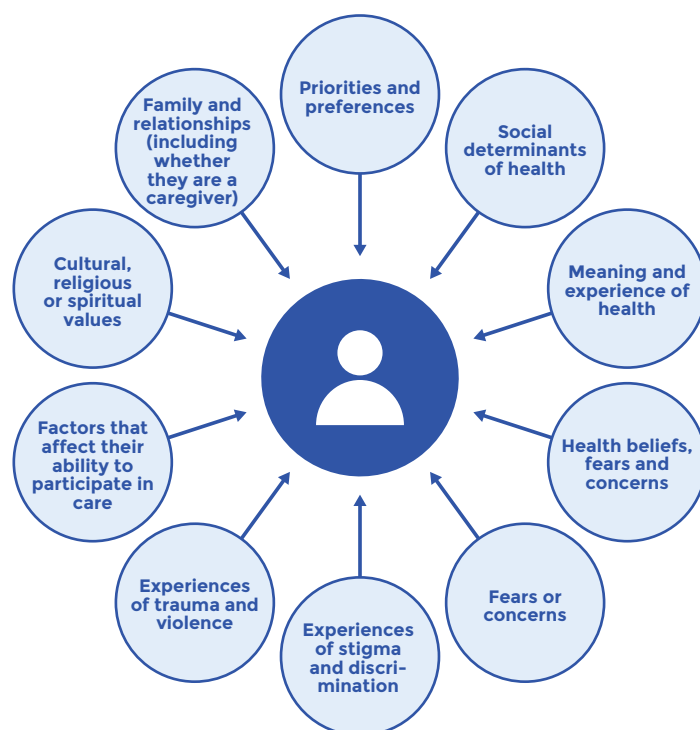 Priorities and
preferences
Social
determinants
of health
Meaning and
experience of
health
Health beliefs,
fears and
concerns
Fears or
concerns
Experiences
of stigma
and discri-
mination
Experiences
of trauma and
violence
Factors that
affect their
ability to
participate in
care
Cultural,
religious
or spiritual
values
Family and
relationships
(including
whether
they are a
caregiver)